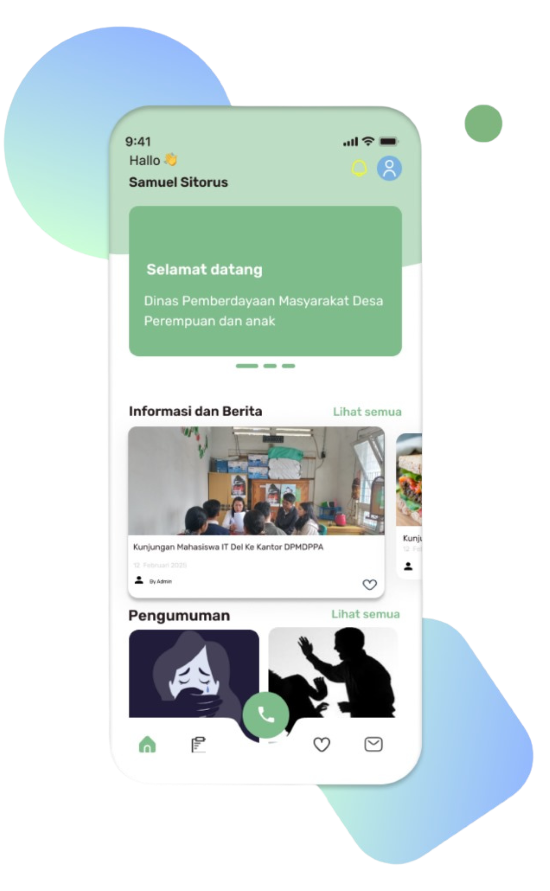 9:41
Hallo 👋
Samuel Sitorus
Selamat datang
Dinas Pemberdayaan Masyarakat Desa
Perempuan dan anak
Informasi dan Berita
Lihat semua
Kunjungan Mahasiswa IT Del Ke Kantor DPMDPPA
12 Februari 2020
By Admin
Kunju
12 Feb
Pengumuman
Lihat semua